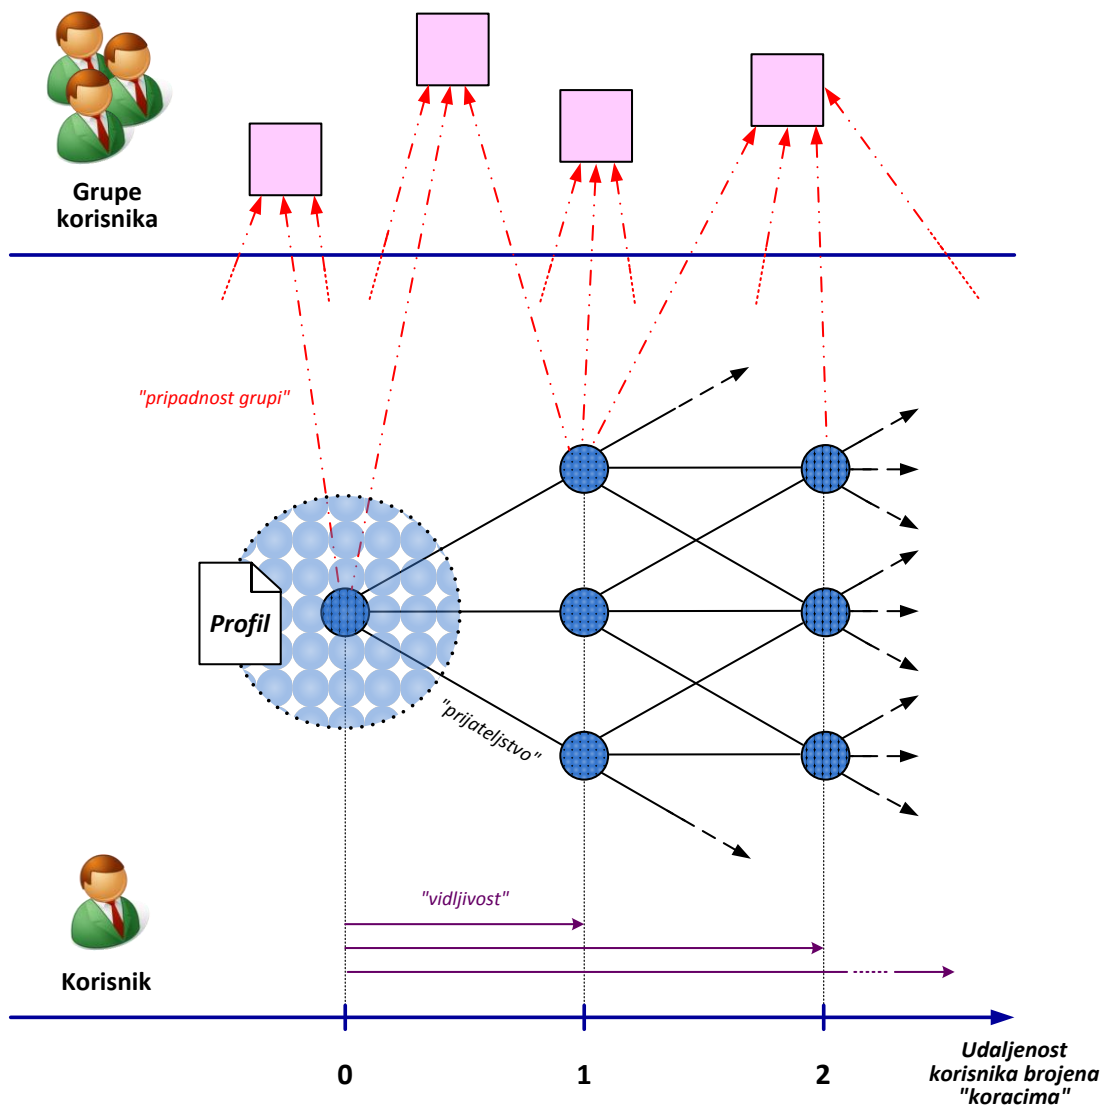 Grupe
korisnika
"pripadnost grupi"
Profil
"prijateljstvo"
"vidljivost"
Korisnik
0
1
2
Udaljenost
korisnika brojena
"koracima"